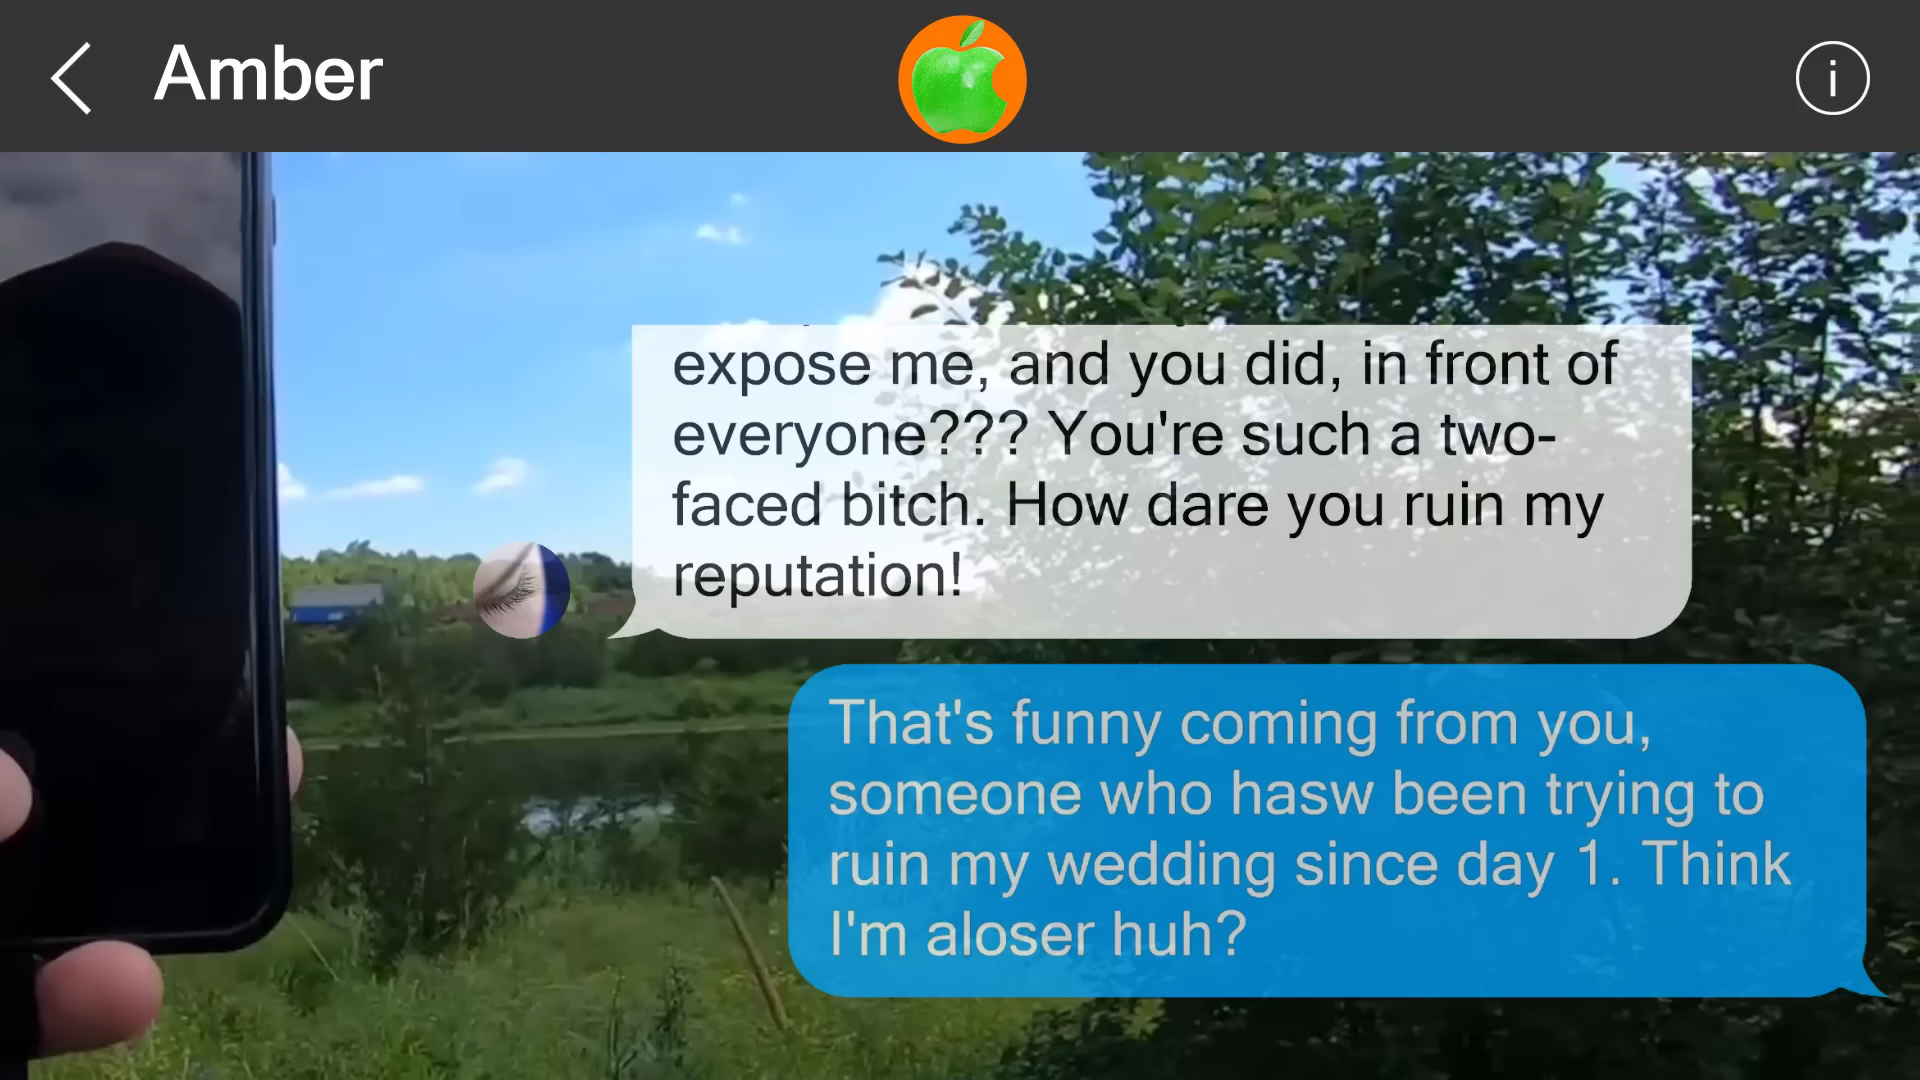 Amber
i
expose me, and you did, in front of
everyone??? You're such a two-
faced bitch. How dare you ruin my
reputation!
That's funny coming from you,
someone who hasw been trying to
ruin my wedding since day 1. Think
I'm aloser huh?